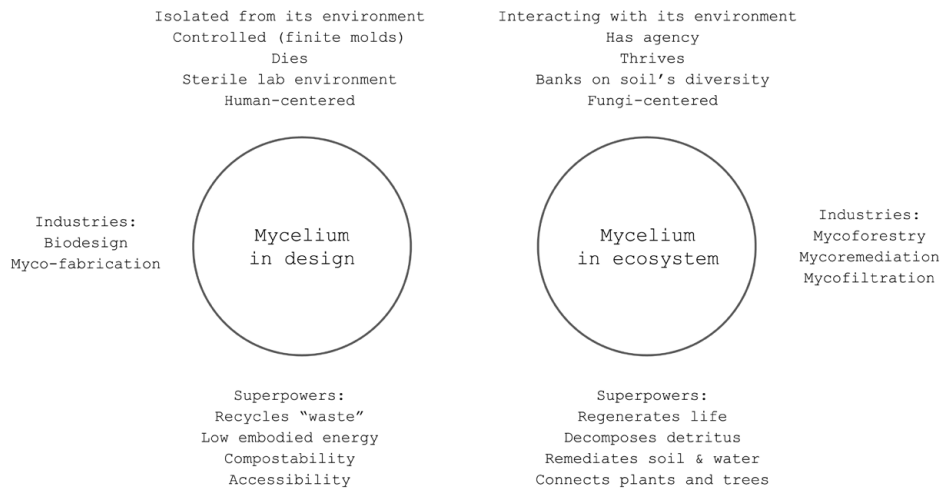 Isolated from its environment
Controlled (finite molds)
Dies
Sterile lab environment
Human-centered
Interacting with its environment
Has agency
Thrives
Banks on soil’s diversity
Fungi-centered
Industries:
Biodesign
Myco-fabrication
Mycelium
in design
Mycelium
in ecosystem
Industries:
Mycoforestry
Mycoremediation
Mycofiltration
Superpowers:
Recycles “waste”
Low embodied energy
Compostability
Accessibility
Superpowers:
Regenerates life
Decomposes detritus
Remediates soil & water
Connects plants and trees